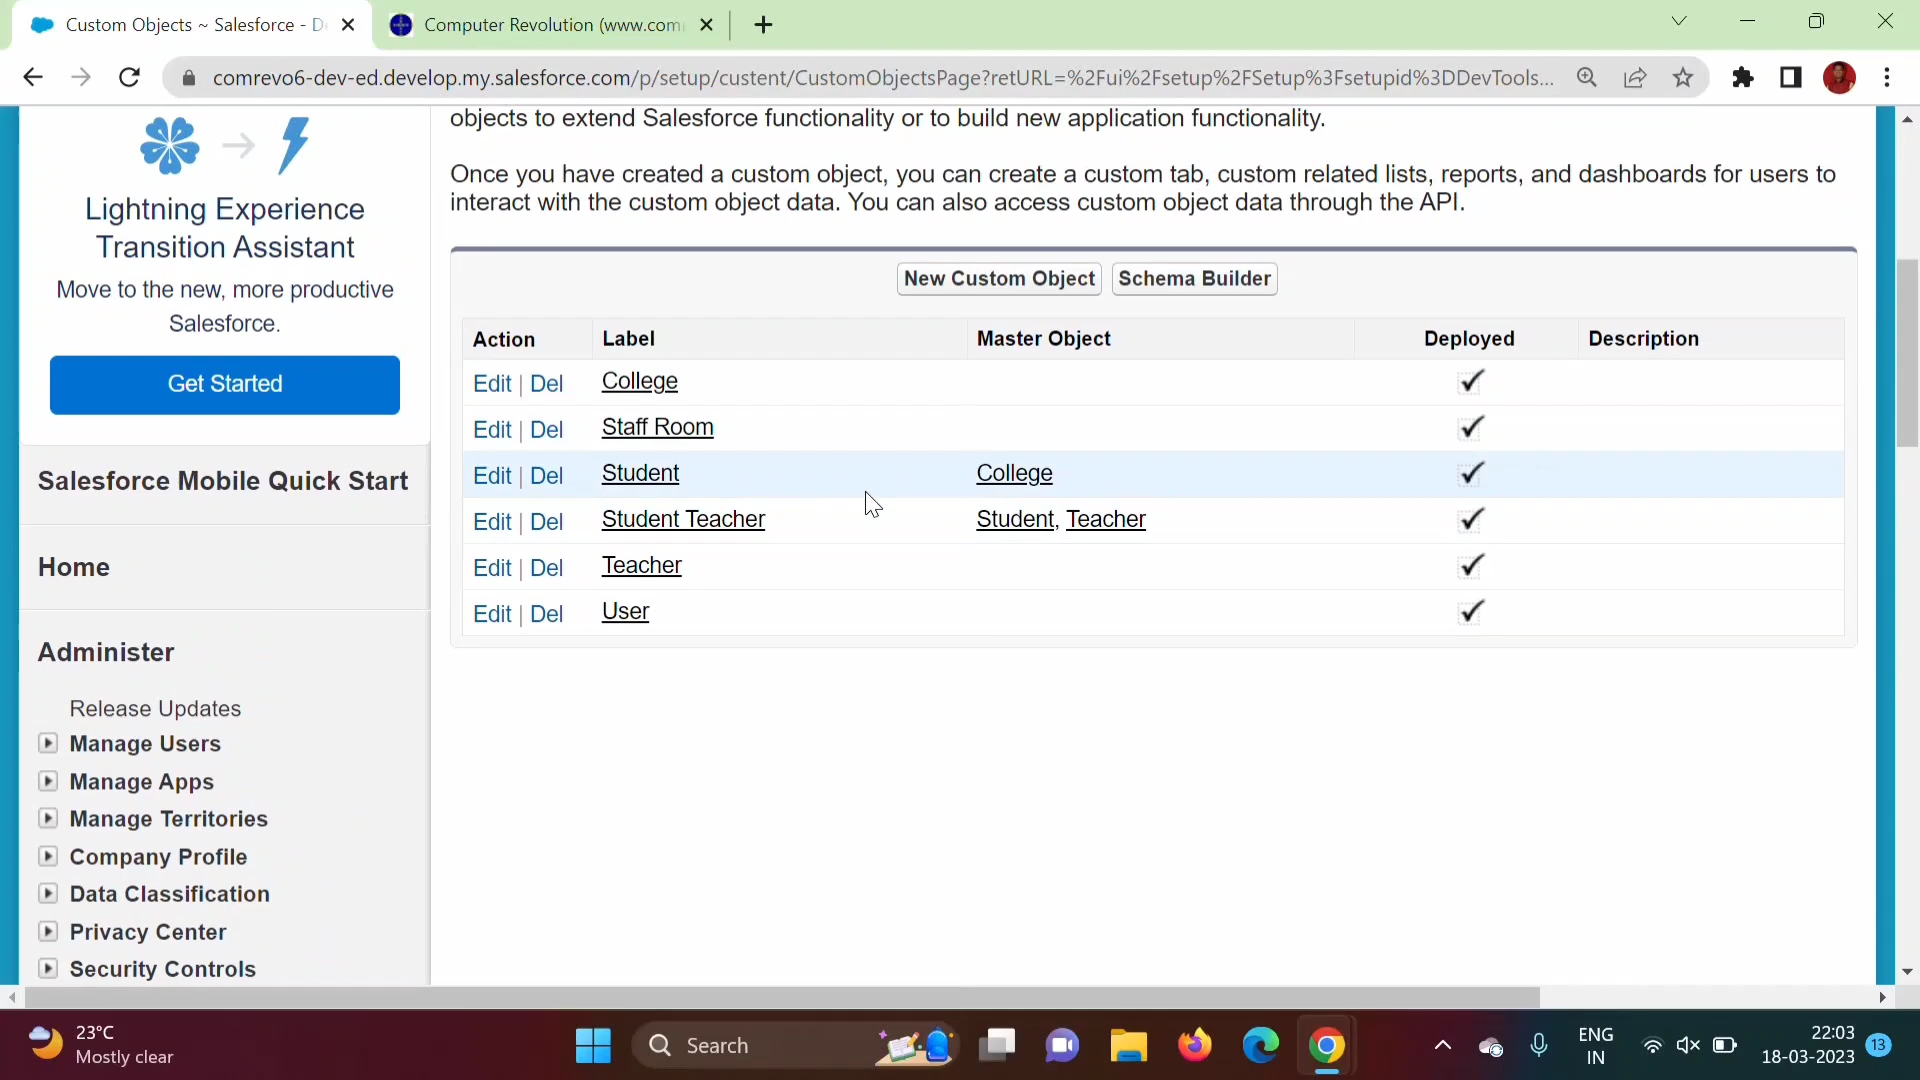 Custom Objects ~ Salesforce - D
Computer Revolution (www.com
comrevo6-dev-ed.develop.my.salesforce.com/p/setup/custent/CustomObjectsPage?retURL=%2Fui%2Fsetup%2FSetup%3Fsetupid%3DDevTools...
Lightning Experience
Transition Assistant
Move to the new, more productive
Salesforce.
Get Started
Salesforce Mobile Quick Start
Home
Administer
Release Updates
Manage Users
Manage Apps
Manage Territories
Company Profile
Data Classification
Privacy Center
Security Controls
objects to extend Salesforce functionality or to build new application functionality.
Once you have created a custom object, you can create a custom tab, custom related lists, reports, and dashboards for users to
interact with the custom object data. You can also access custom object data through the API.
New Custom Object Schema Builder
Action Label Master Object Deployed Description
Edit | Del College
Edit | Del Staff Room
Edit | Del Student College
Edit | Del Student Teacher Student, Teacher
Edit | Del Teacher
Edit | Del User
23°C
Mostly clear
Search
ENG
IN
22:03
18-03-2023
13